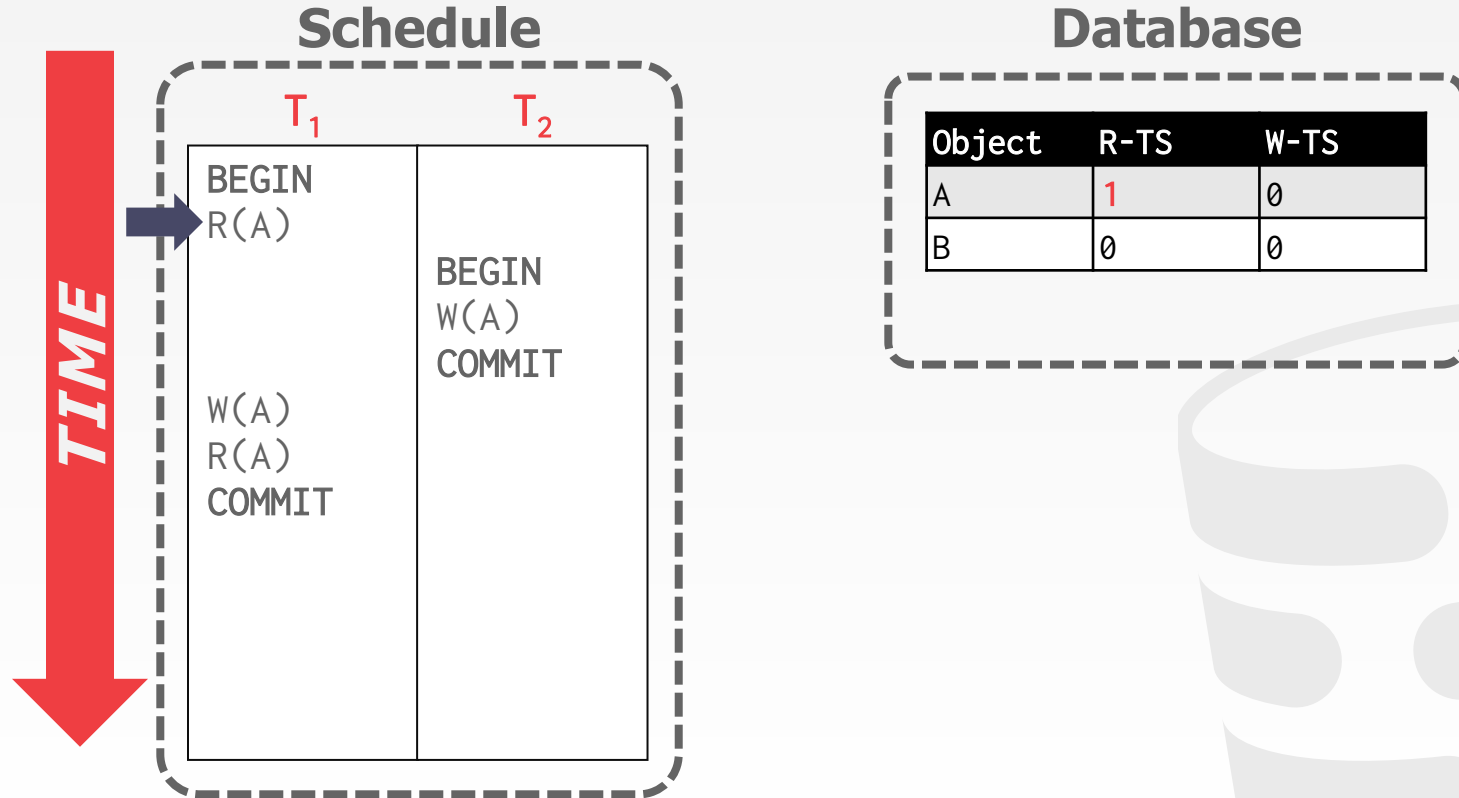 Schedule
Database
TIME
T1 T2
BEGIN
R(A)
BEGIN
W(A)
COMMIT
W(A)
R(A)
COMMIT
Object R-TS W-TS
A 1 0
B 0 0